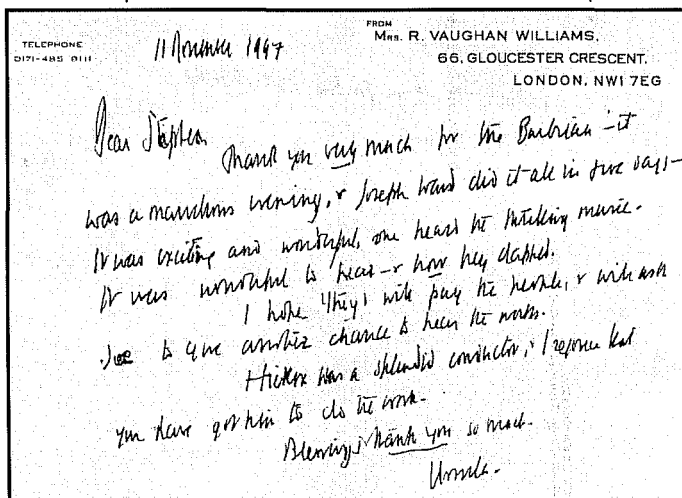 TELEPHONE
0171-485 8111
FROM
MRS. R. VAUGHAN WILLIAMS,
66, GLOUCESTER CRESCENT,
LONDON, NW1 7EG
11 November 1997
Dear Stephen
Thank you very much for the Barbican – it
was a marvellous evening, & Joseph Ward did it all in five days –
It was exciting and wonderful, one heard the thrilling music.
It was wonderful to hear – & how they clapped.
I hope 'they' will pay the people, & will ask
Joe to give another chance to hear the works.
Hickox was a splendid conductor, & I rejoice that
you have got him to do the work.
Blessings & thank you so much.
Ursula.